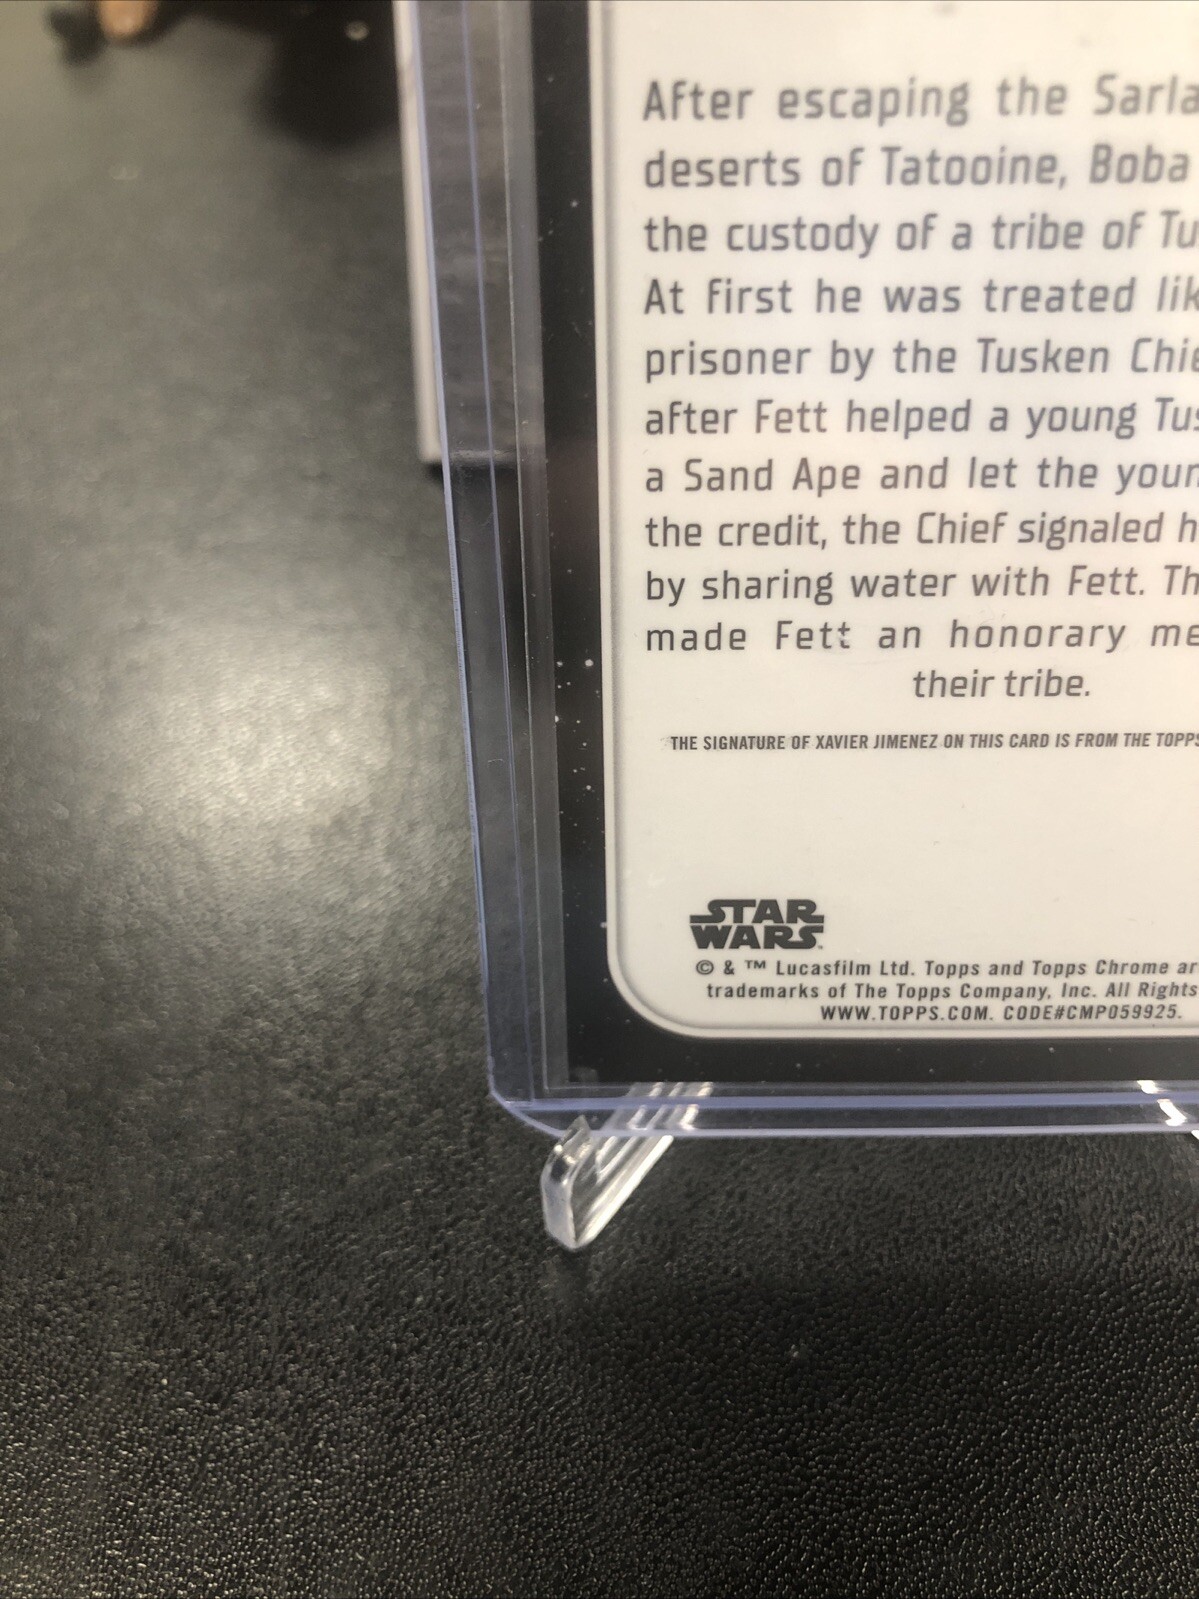 After escaping the Sarla
deserts of Tatooine, Boba
the custody of a tribe of Tu
At first he was treated lik
prisoner by the Tusken Chie
after Fett helped a young Tus
a Sand Ape and let the youn
the credit, the Chief signaled h
by sharing water with Fett. Th
made Fett an honorary me
their tribe.
THE SIGNATURE OF XAVIER JIMENEZ ON THIS CARD IS FROM THE TOPPS
STAR
WARS
© & ™ Lucasfilm Ltd. Topps and Topps Chrome ar
trademarks of The Topps Company, Inc. All Rights
WWW.TOPPS.COM. CODE#CMP059925.